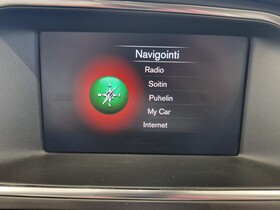 Navigointi
Radio
Soitin
Puhelin
My Car
Internet